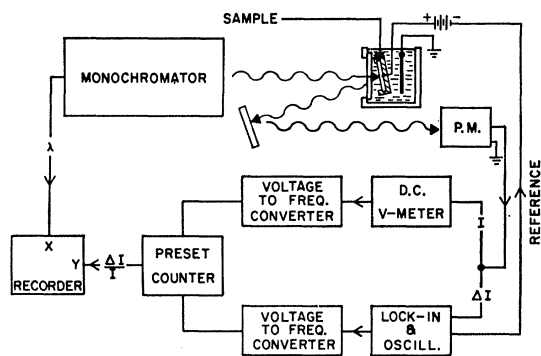 SAMPLE
+ -
MONOCHROMATOR
P.M.
λ
REFERENCE
VOLTAGE
TO FREQ.
CONVERTER
D.C.
V-METER
I
X
Y
RECORDER
ΔI
I
PRESET
COUNTER
ΔI
VOLTAGE
TO FREQ.
CONVERTER
LOCK-IN
&
OSCILL.